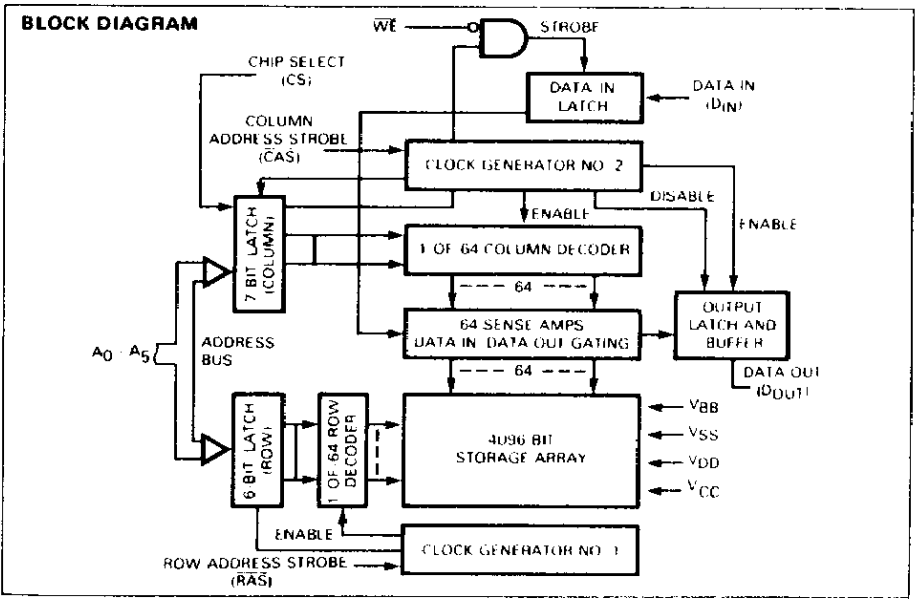 BLOCK DIAGRAM
W̅E̅
STROBE
CHIP SELECT
(CS)
DATA IN
LATCH
DATA IN
(DIN)
COLUMN
ADDRESS STROBE
(C̅A̅S̅)
CLOCK GENERATOR NO. 2
DISABLE
ENABLE
ENABLE
7 BIT LATCH
(COLUMN)
1 OF 64 COLUMN DECODER
64
64 SENSE AMPS
DATA IN DATA OUT GATING
OUTPUT
LATCH AND
BUFFER
A0 - A5
ADDRESS
BUS
64
DATA OUT
(DOUT)
6-BIT LATCH
(ROW)
1 OF 64 ROW
DECODER
4096 BIT
STORAGE ARRAY
VBB
VSS
VDD
VCC
ENABLE
CLOCK GENERATOR NO. 1
ROW ADDRESS STROBE
(R̅A̅S̅)